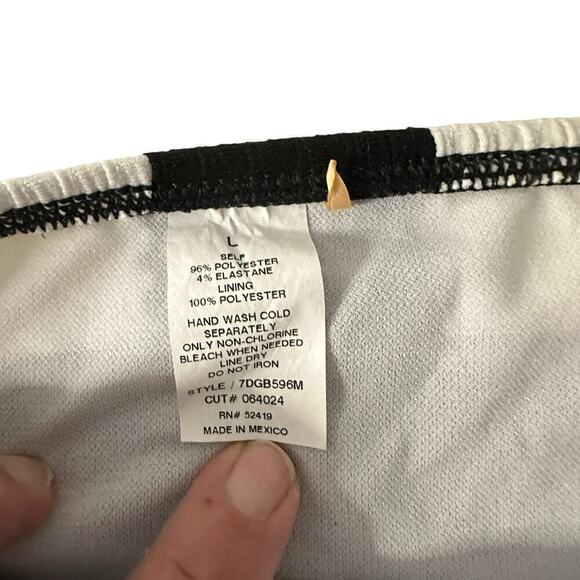 L
SELF
96% POLYESTER
4% ELASTANE
LINING
100% POLYESTER
HAND WASH COLD
SEPARATELY
ONLY NON-CHLORINE
BLEACH WHEN NEEDED
LINE DRY
DO NOT IRON
STYLE / 7DGB596M
CUT# 064024
RN# 52419
MADE IN MEXICO